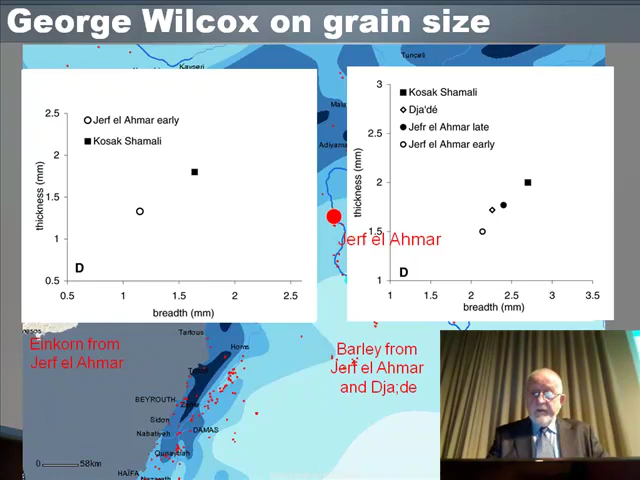 George Wilcox on grain size
Kayseri
Tunceli
Jerf el Ahmar early
Kosak Shamali
thickness (mm)
2.5
2
1.5
1
0.5
D
0.5 1 1.5 2 2.5
breadth (mm)
Kosak Shamali
Dja'dé
Jefr el Ahmar late
Jerf el Ahmar early
thickness (mm)
3
2.5
2
1.5
1
D
1 1.5 2 2.5 3 3.5
breadth (mm)
Jerf el Ahmar
Einkorn from
Jerf el Ahmar
Barley from
Jerf el Ahmar
and Dja;de
Tartous
Homs
BEYROUTH
Sidon
DAMAS
Nabatiyeh
Qunaytirah
HAÏFA
Nazareth
0 58km